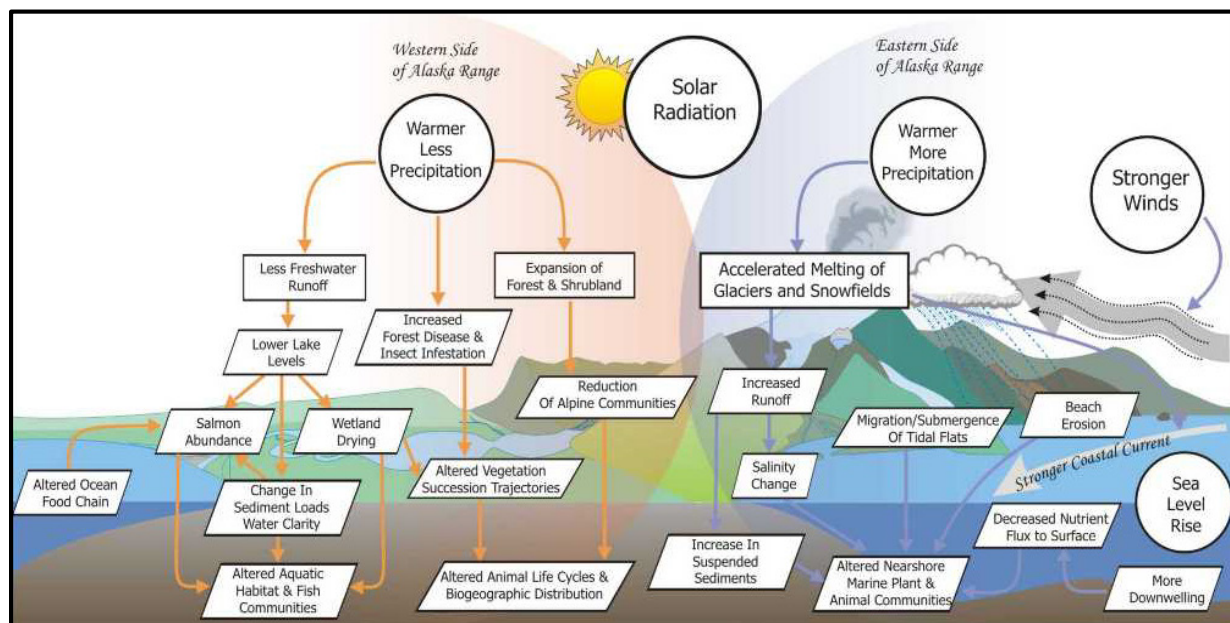 Western Side
of Alaska Range
Solar
Radiation
Eastern Side
of Alaska Range
Warmer
Less
Precipitation
Warmer
More
Precipitation
Stronger
Winds
Less Freshwater
Runoff
Expansion of
Forest & Shrubland
Accelerated Melting of
Glaciers and Snowfields
Increased
Forest Disease &
Insect Infestation
Lower Lake
Levels
Reduction
Of Alpine Communities
Increased
Runoff
Migration/Submergence
Of Tidal Flats
Beach
Erosion
Salmon
Abundance
Wetland
Drying
Altered Ocean
Food Chain
Change In
Sediment Loads
Water Clarity
Altered Vegetation
Succession Trajectories
Salinity
Change
Stronger Coastal Current
Sea
Level
Rise
Decreased Nutrient
Flux to Surface
Increase In
Suspended
Sediments
Altered Aquatic
Habitat & Fish
Communities
Altered Animal Life Cycles &
Biogeographic Distribution
Altered Nearshore
Marine Plant &
Animal Communities
More
Downwelling